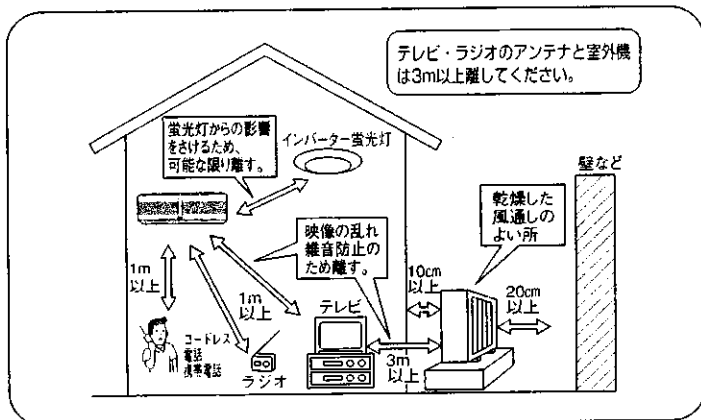 テレビ・ラジオのアンテナと室外機
は3m以上離してください。
蛍光灯からの影響
をさけるため、
可能な限り離す。
インバーター蛍光灯
壁など
乾燥した
風通しの
よい所
映像の乱れ
雑音防止の
ため離す。
1m
以上
1m
以上
テレビ
10cm
以上
20cm
以上
3m
以上
コードレス
電話
携帯電話
ラジオ